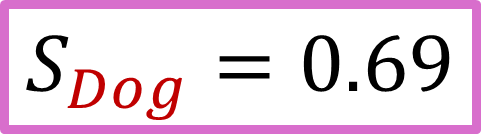 S_Dog = 0.69